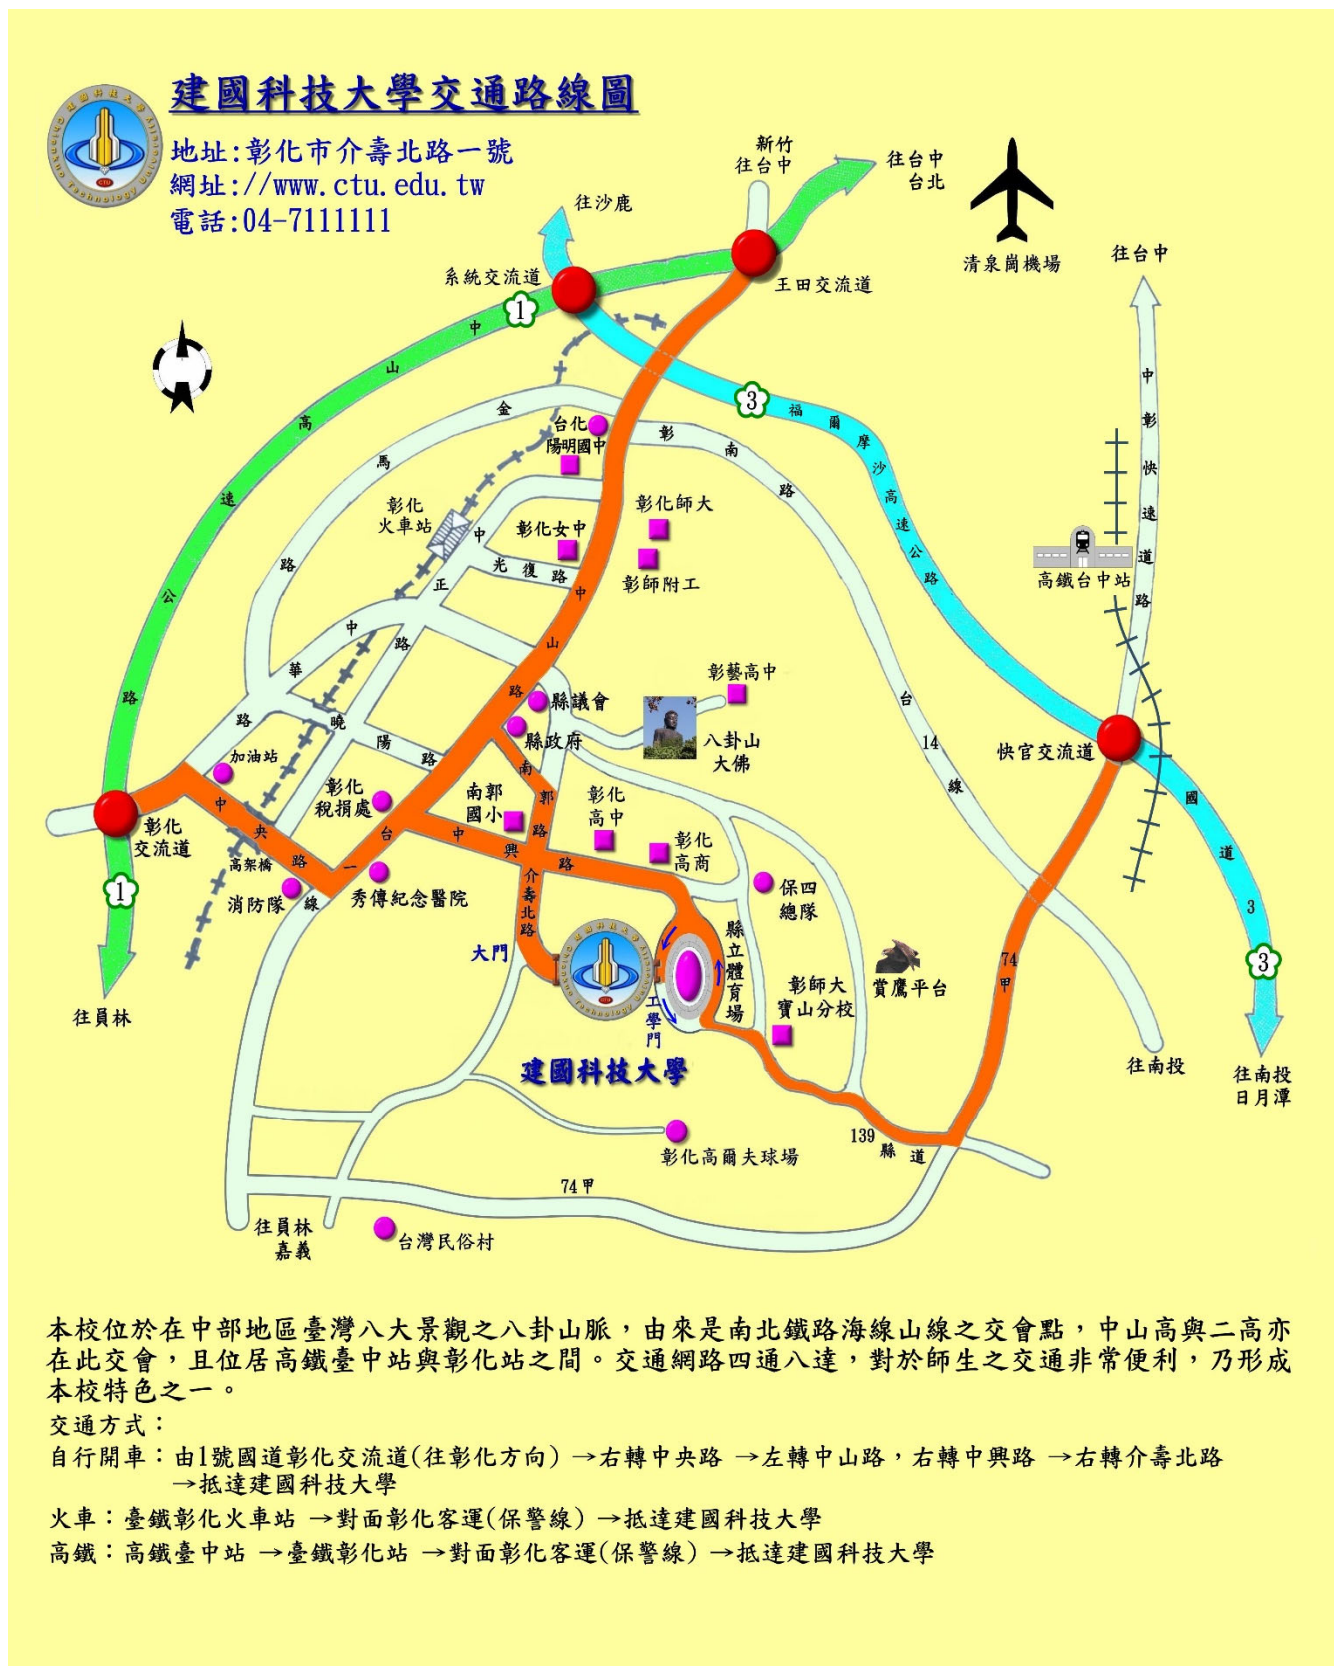 建國科技大學交通路線圖
地址:彰化市介壽北路一號
網址://www.ctu.edu.tw
電話:04-7111111
新竹
往台中
往台中
台北
往沙鹿
清泉崗機場
往台中
系統交流道
王田交流道
1
中山高速公路
3
福爾摩沙高速公路
中彰快速道路
金馬路
台化
陽明國中
彰南路
彰化
火車站
中正路
彰化女中
彰化師大
光復路
彰師附工
高鐵台中站
中山路
中華路
彰藝高中
縣議會
縣政府
八卦山
大佛
台14線
快官交流道
曉陽路
加油站
彰化
稅捐處
南郭
國小
南郭路
彰化
高中
彰化
高商
國道3
彰化
交流道
中央路
高架橋
台一線
中興路
介壽北路
1
消防隊
秀傳紀念醫院
保四
總隊
大門
縣立體育場
74甲
3
賞鷹平台
彰師大
寶山分校
工學門
往員林
建國科技大學
往南投
往南投
日月潭
139
縣道
彰化高爾夫球場
74甲
往員林
嘉義
台灣民俗村
本校位於在中部地區臺灣八大景觀之八卦山脈，由來是南北鐵路海線山線之交會點，中山高與二高亦
在此交會，且位居高鐵臺中站與彰化站之間。交通網路四通八達，對於師生之交通非常便利，乃形成
本校特色之一。
交通方式：
自行開車：由1號國道彰化交流道(往彰化方向) →右轉中央路 →左轉中山路，右轉中興路 →右轉介壽北路
→抵達建國科技大學
火車：臺鐵彰化火車站 →對面彰化客運(保警線) →抵達建國科技大學
高鐵：高鐵臺中站 →臺鐵彰化站 →對面彰化客運(保警線) →抵達建國科技大學